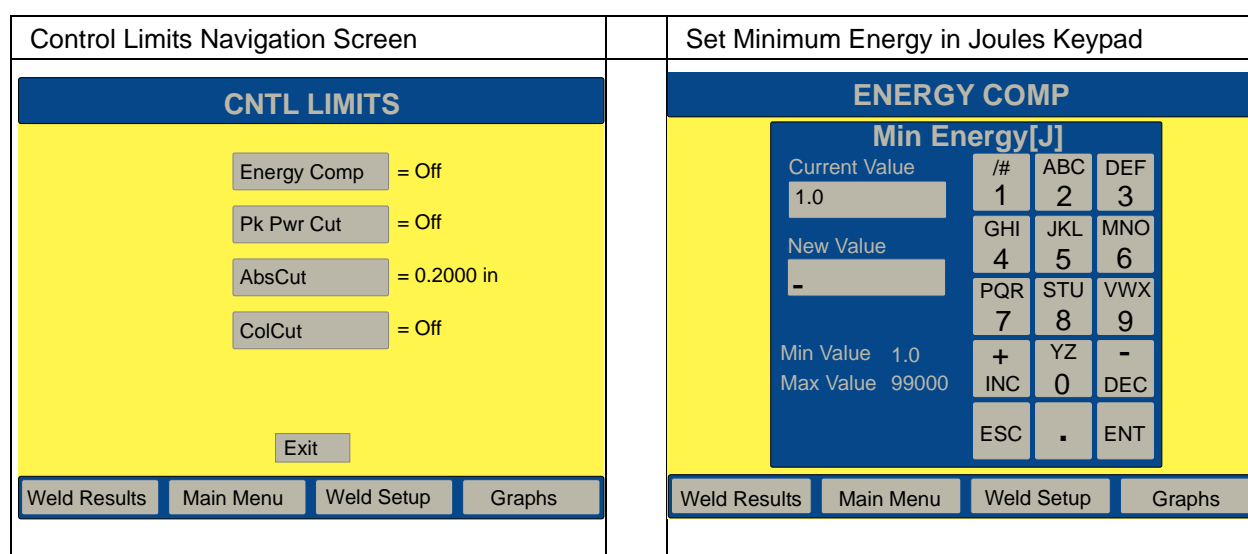 Control Limits Navigation Screen
CNTL LIMITS
Energy Comp = Off
Pk Pwr Cut = Off
AbsCut = 0.2000 in
ColCut = Off
Exit
Weld Results Main Menu Weld Setup Graphs
Set Minimum Energy in Joules Keypad
ENERGY COMP
Min Energy[J]
Current Value
1.0
New Value
-
Min Value 1.0
Max Value 99000
/# ABC DEF
1 2 3
GHI JKL MNO
4 5 6
PQR STU VWX
7 8 9
+ YZ -
INC 0 DEC
ESC . ENT
Weld Results Main Menu Weld Setup Graphs